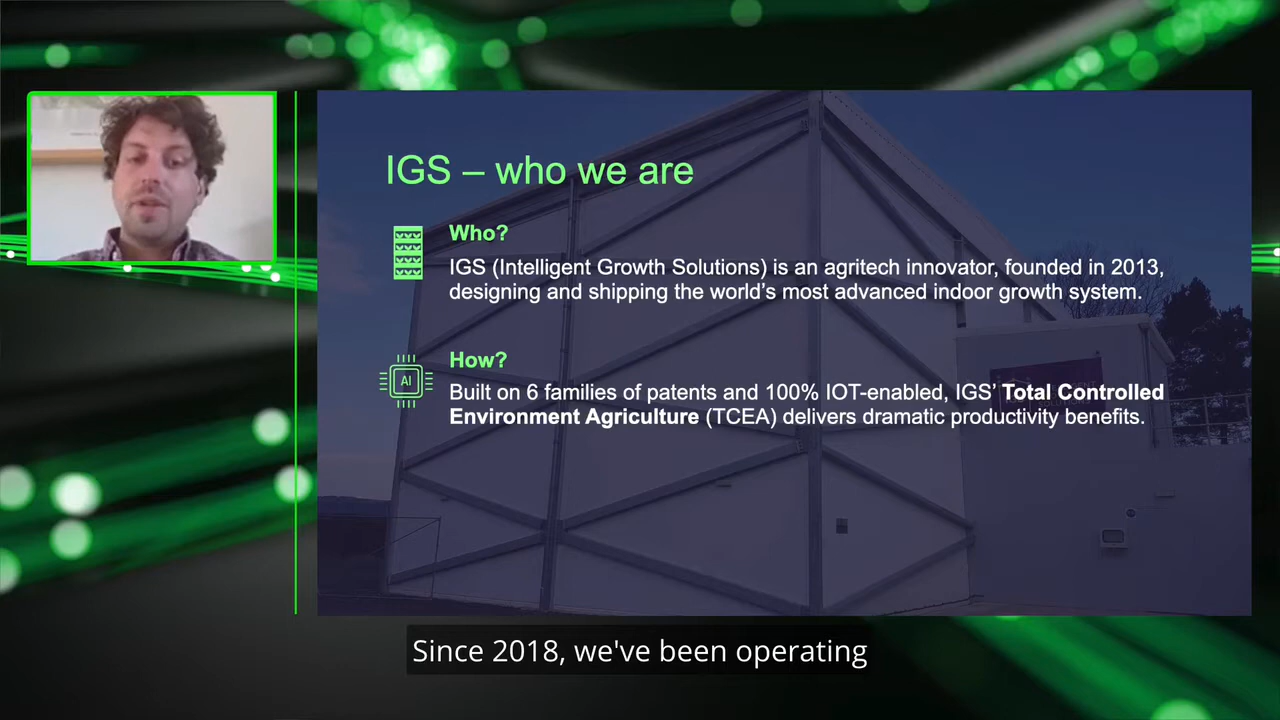 IGS – who we are
Who?
IGS (Intelligent Growth Solutions) is an agritech innovator, founded in 2013,
designing and shipping the world’s most advanced indoor growth system.
AI
How?
Built on 6 families of patents and 100% IOT-enabled, IGS’ Total Controlled
Environment Agriculture (TCEA) delivers dramatic productivity benefits.
Since 2018, we've been operating